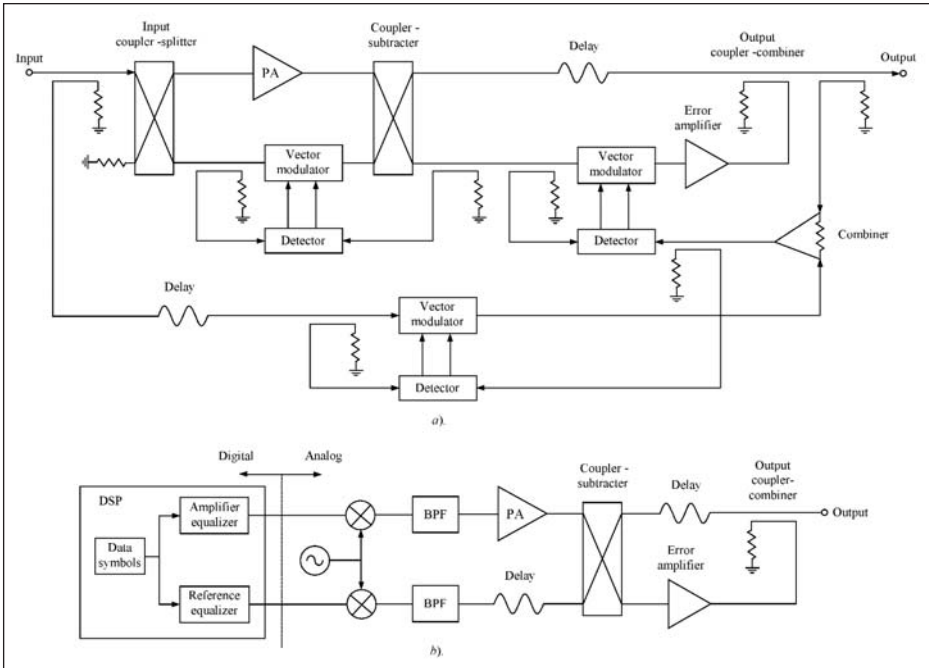 Input
coupler -splitter
Coupler -
subtracter
Output
coupler -combiner
Input
PA
Delay
Output
Error
amplifier
Vector
modulator
Vector
modulator
Detector
Detector
Combiner
Delay
Vector
modulator
Detector
a).
Digital
Analog
Coupler -
subtracter
Output
coupler-
combiner
DSP
Delay
Amplifier
equalizer
BPF
PA
Output
Data
symbols
Error
amplifier
Delay
Reference
equalizer
BPF
b).